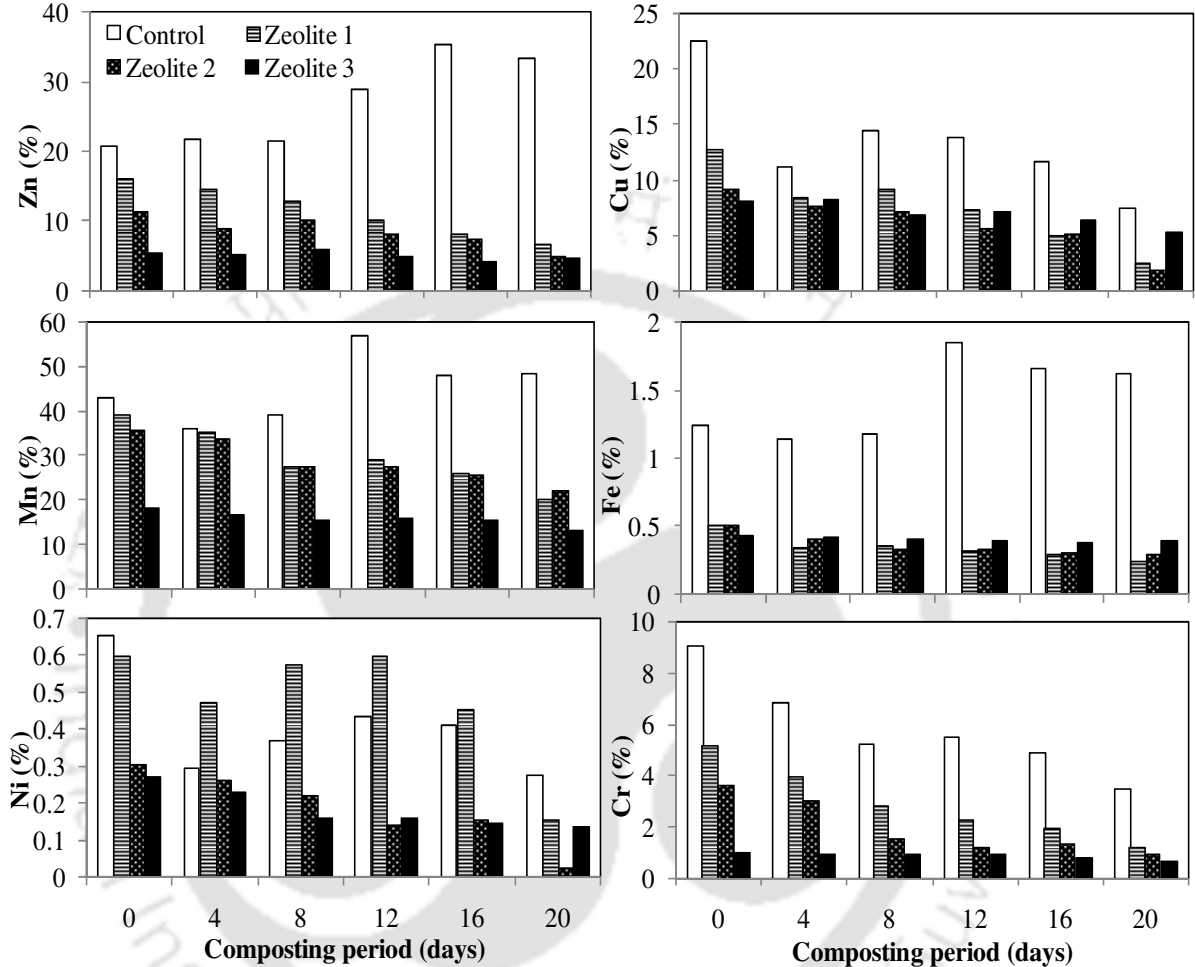 Control
Zeolite 1
Zeolite 2
Zeolite 3
Zn (%)
40
30
20
10
0
Cu (%)
25
20
15
10
5
0
Mn (%)
60
50
40
30
20
10
0
Fe (%)
2
1.5
1
0.5
0
Ni (%)
0.7
0.6
0.5
0.4
0.3
0.2
0.1
0
0 4 8 12 16 20
Composting period (days)
Cr (%)
10
8
6
4
2
0
0 4 8 12 16 20
Composting period (days)